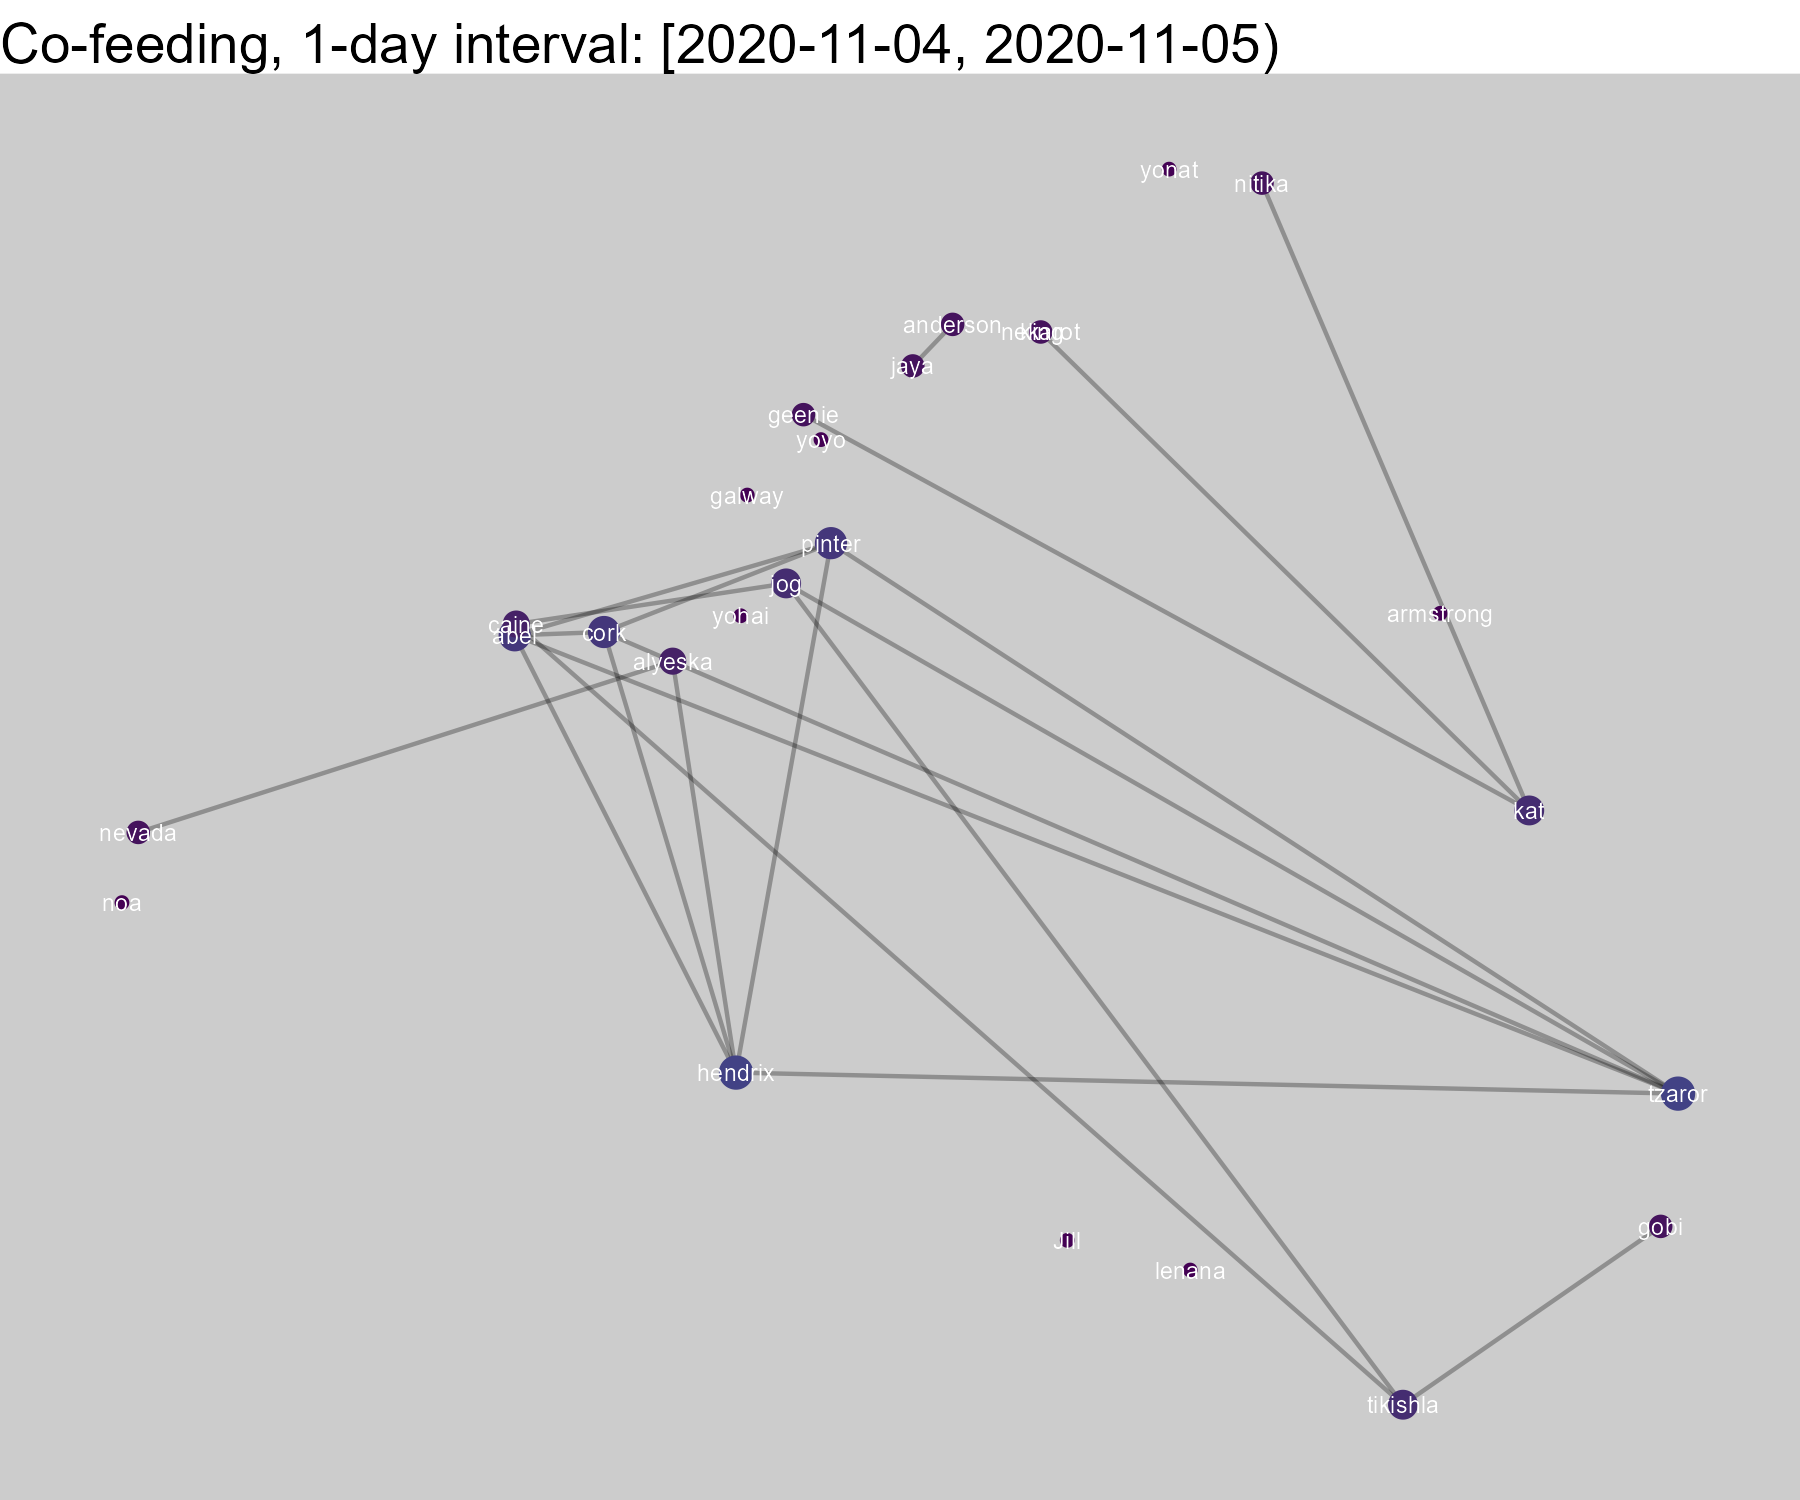 Co-feeding, 1-day interval: [2020-11-04, 2020-11-05)
yonat
nitika
anderson
king
jaya
geenie
yoyo
galway
pinter
jog
yohai
armstrong
caine
abel
cork
alyeska
kat
nevada
noa
hendrix
tzaror
gobi
Jill
lenana
tikishla